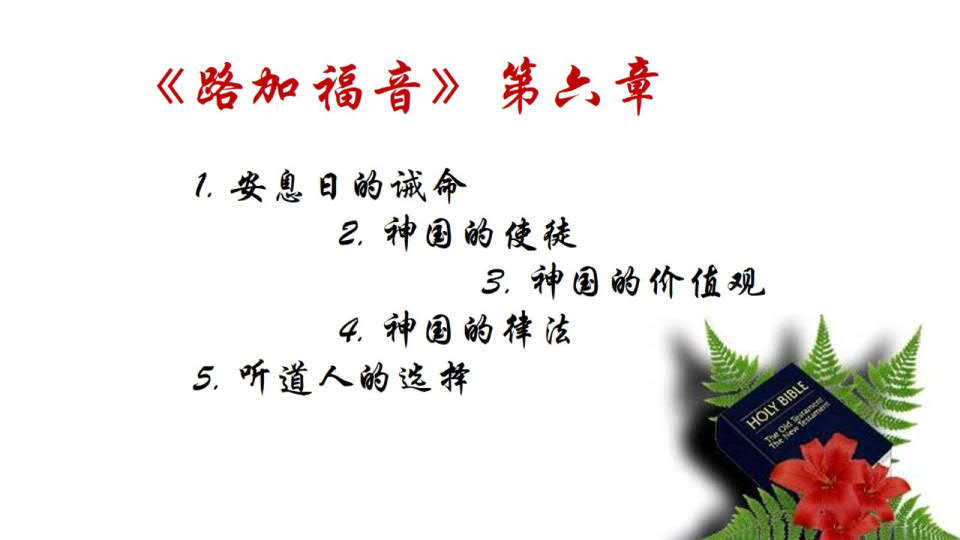 《路加福音》第六章
1. 安息日的诫命
2. 神国的使徒
3. 神国的价值观
4. 神国的律法
5. 听道人的选择
HOLY BIBLE
The Old Testament
The New Testament